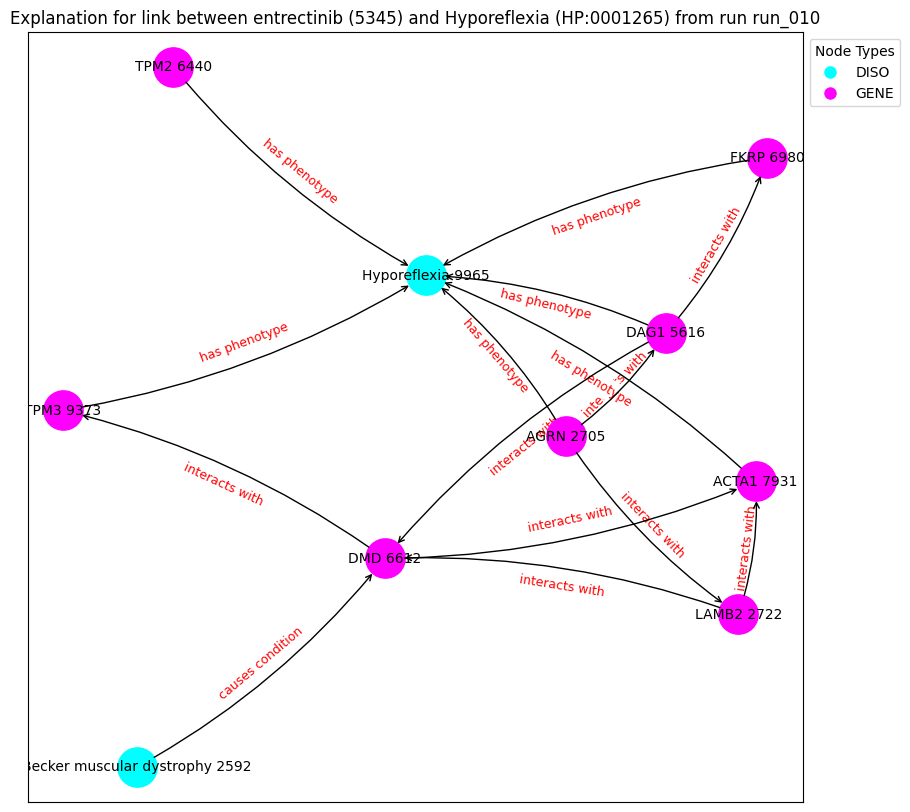 Explanation for link between entrectinib (5345) and Hyporeflexia (HP:0001265) from run run_010
Node Types
DISO
GENE
TPM2 6440
has phenotype
FKRP 6980
has phenotype
interacts with
Hyporeflexia 9965
has phenotype
DAG1 5616
has phenotype
has phenotype
has phenotype
interacts with
TPM3 9373
AGRN 2705
interacts with
interacts with
ACTA1 7931
interacts with
interacts with
interacts with
DMD 6612
interacts with
LAMB2 2722
causes condition
Becker muscular dystrophy 2592